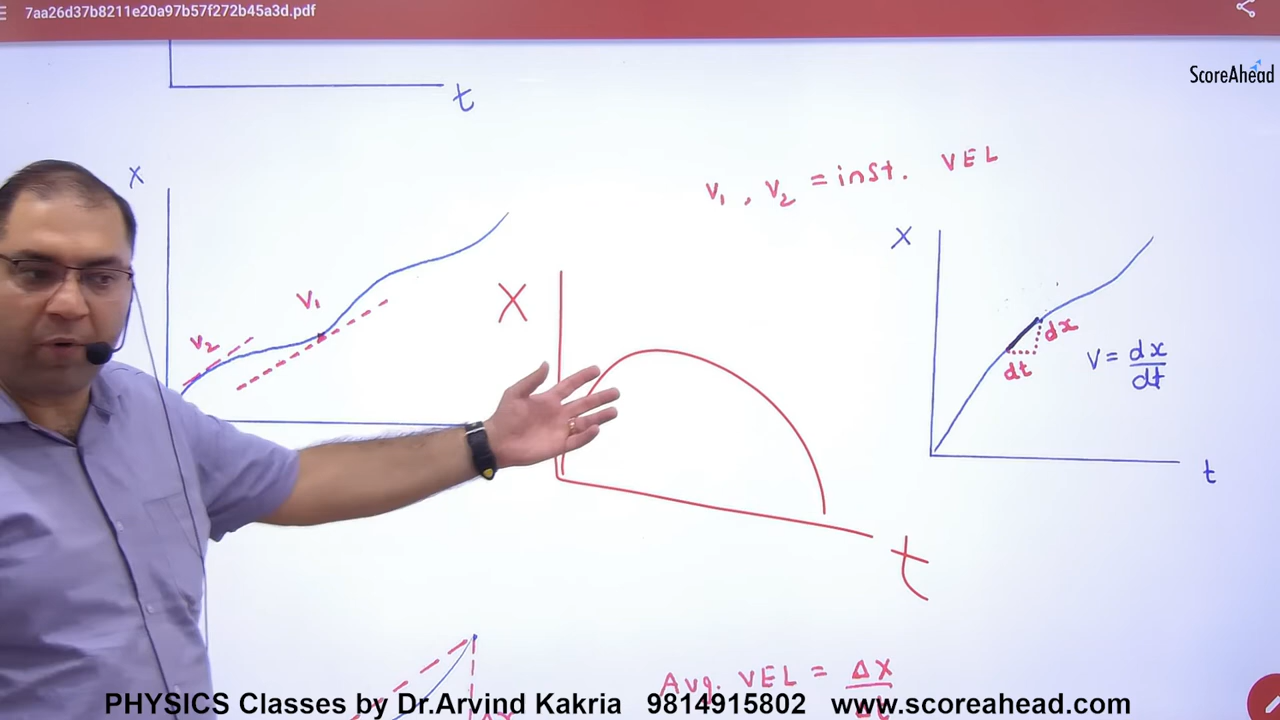 7aa26d37b8211e20a97b57f272b45a3d.pdf
ScoreAhead
t
v₁, v₂ = inst. VEL
X
X
v₁
X
v₂
dx
dt
V = dx/dt
t
t
Avg. VEL = ΔX/Δt
PHYSICS Classes by Dr.Arvind Kakria 9814915802 www.scoreahead.com